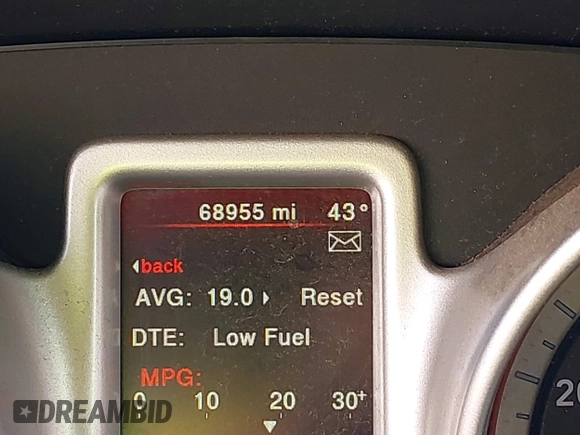 68955 mi 43°
back
AVG: 19.0 Reset
DTE: Low Fuel
MPG:
0 10 20 30+
20
DREAMBID